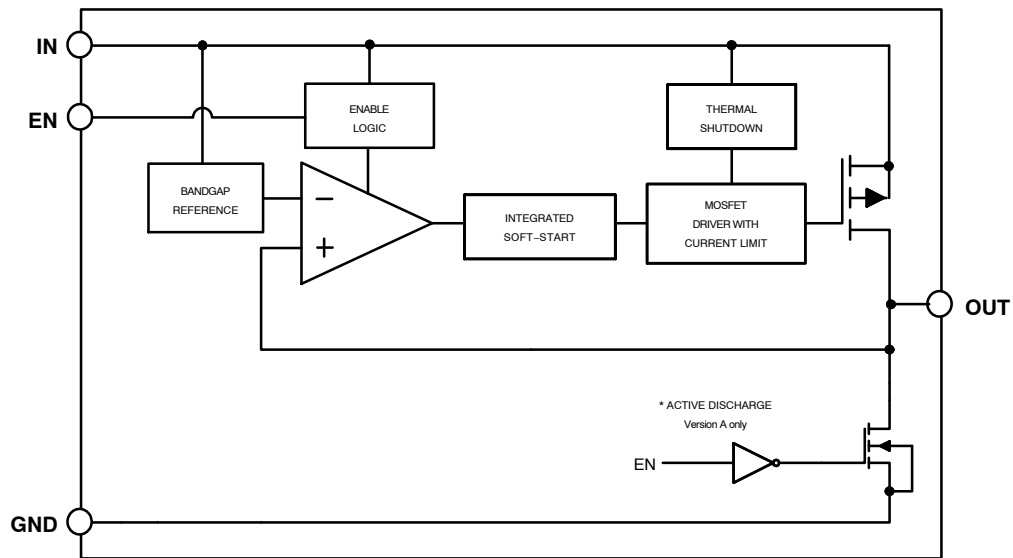 IN
EN
ENABLE
LOGIC
THERMAL
SHUTDOWN
BANDGAP
REFERENCE
−
+
INTEGRATED
SOFT−START
MOSFET
DRIVER WITH
CURRENT LIMIT
OUT
* ACTIVE DISCHARGE
Version A only
EN
GND